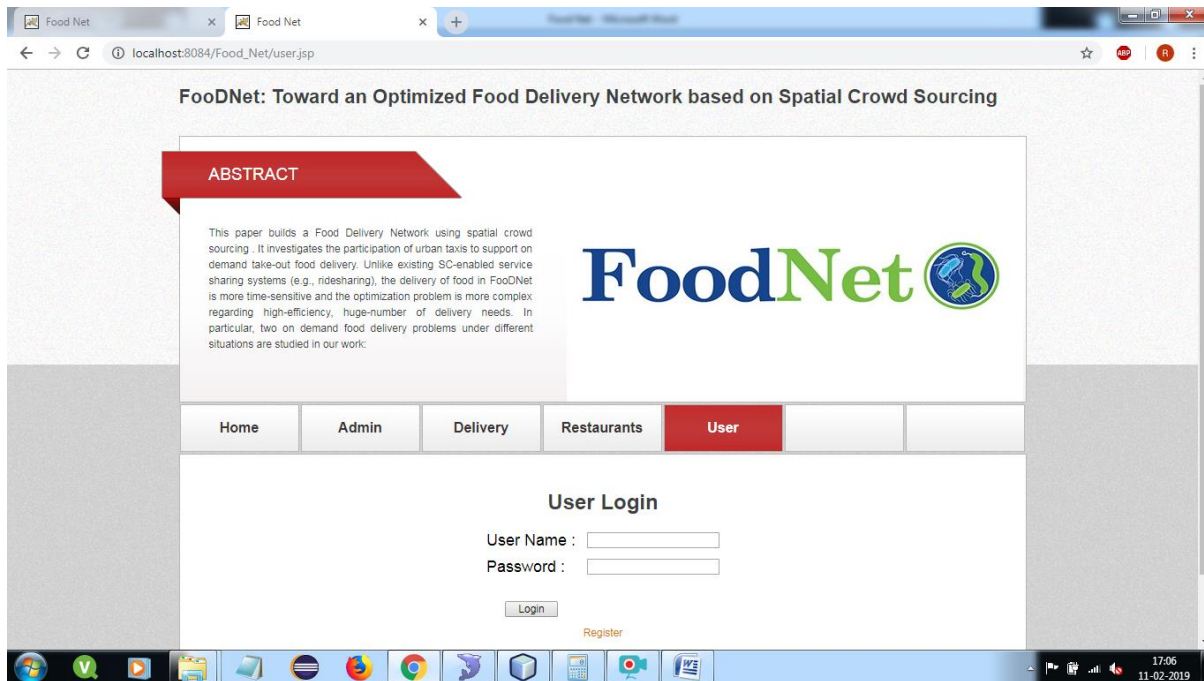 Food Net
Food Net
localhost:8084/Food_Net/user.jsp
ABP
R
FooDNet: Toward an Optimized Food Delivery Network based on Spatial Crowd Sourcing
ABSTRACT
This paper builds a Food Delivery Network using spatial crowd
sourcing . It investigates the participation of urban taxis to support on
demand take-out food delivery. Unlike existing SC-enabled service
sharing systems (e.g., ridesharing), the delivery of food in FooDNet
is more time-sensitive and the optimization problem is more complex
regarding high-efficiency, huge-number of delivery needs. In
particular, two on demand food delivery problems under different
situations are studied in our work:
FoodNet
Home Admin Delivery Restaurants User
User Login
User Name :
Password :
Login
Register
17:06
11-02-2019